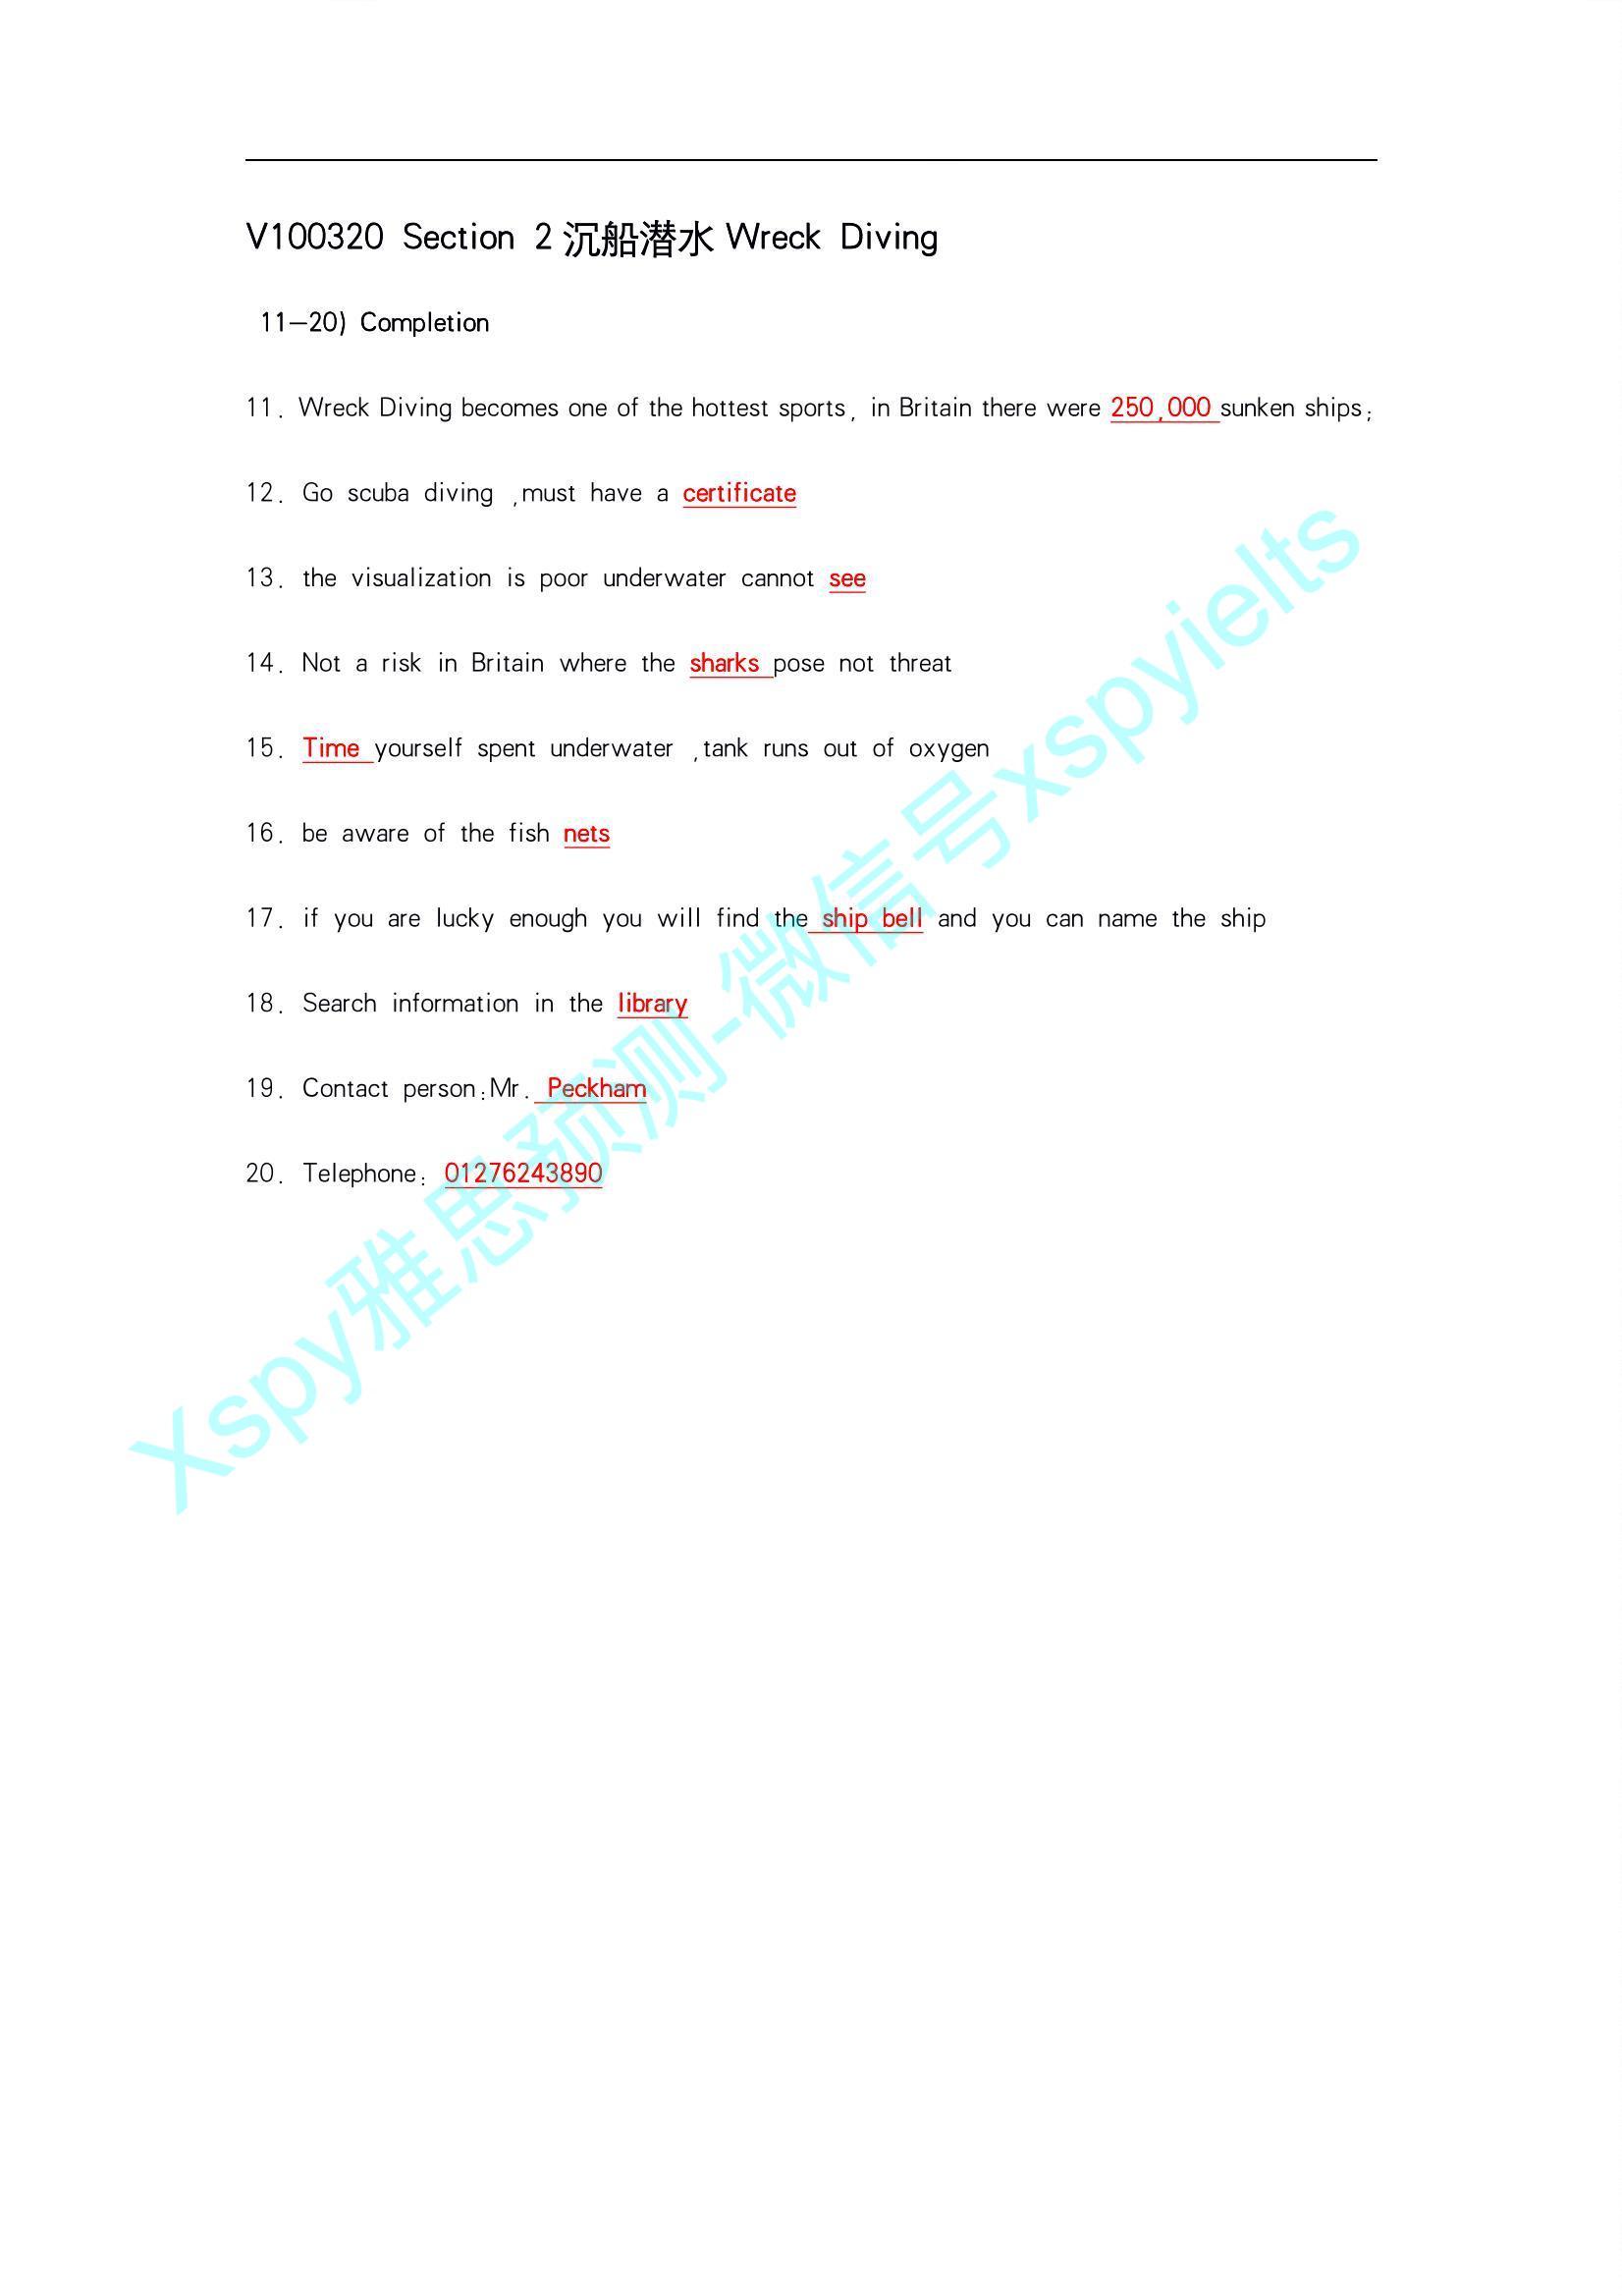 V100320 Section 2 沉船潜水 Wreck Diving
11—20) Completion
11. Wreck Diving becomes one of the hottest sports, in Britain there were 250,000 sunken ships;
12. Go scuba diving ,must have a certificate
13. the visualization is poor underwater cannot see
14. Not a risk in Britain where the sharks pose not threat
15. Time yourself spent underwater ,tank runs out of oxygen
16. be aware of the fish nets
17. if you are lucky enough you will find the ship bell and you can name the ship
18. Search information in the library
19. Contact person:Mr. Peckham
20. Telephone: 01276243890
Xspy雅思预测-微信号xspyielts